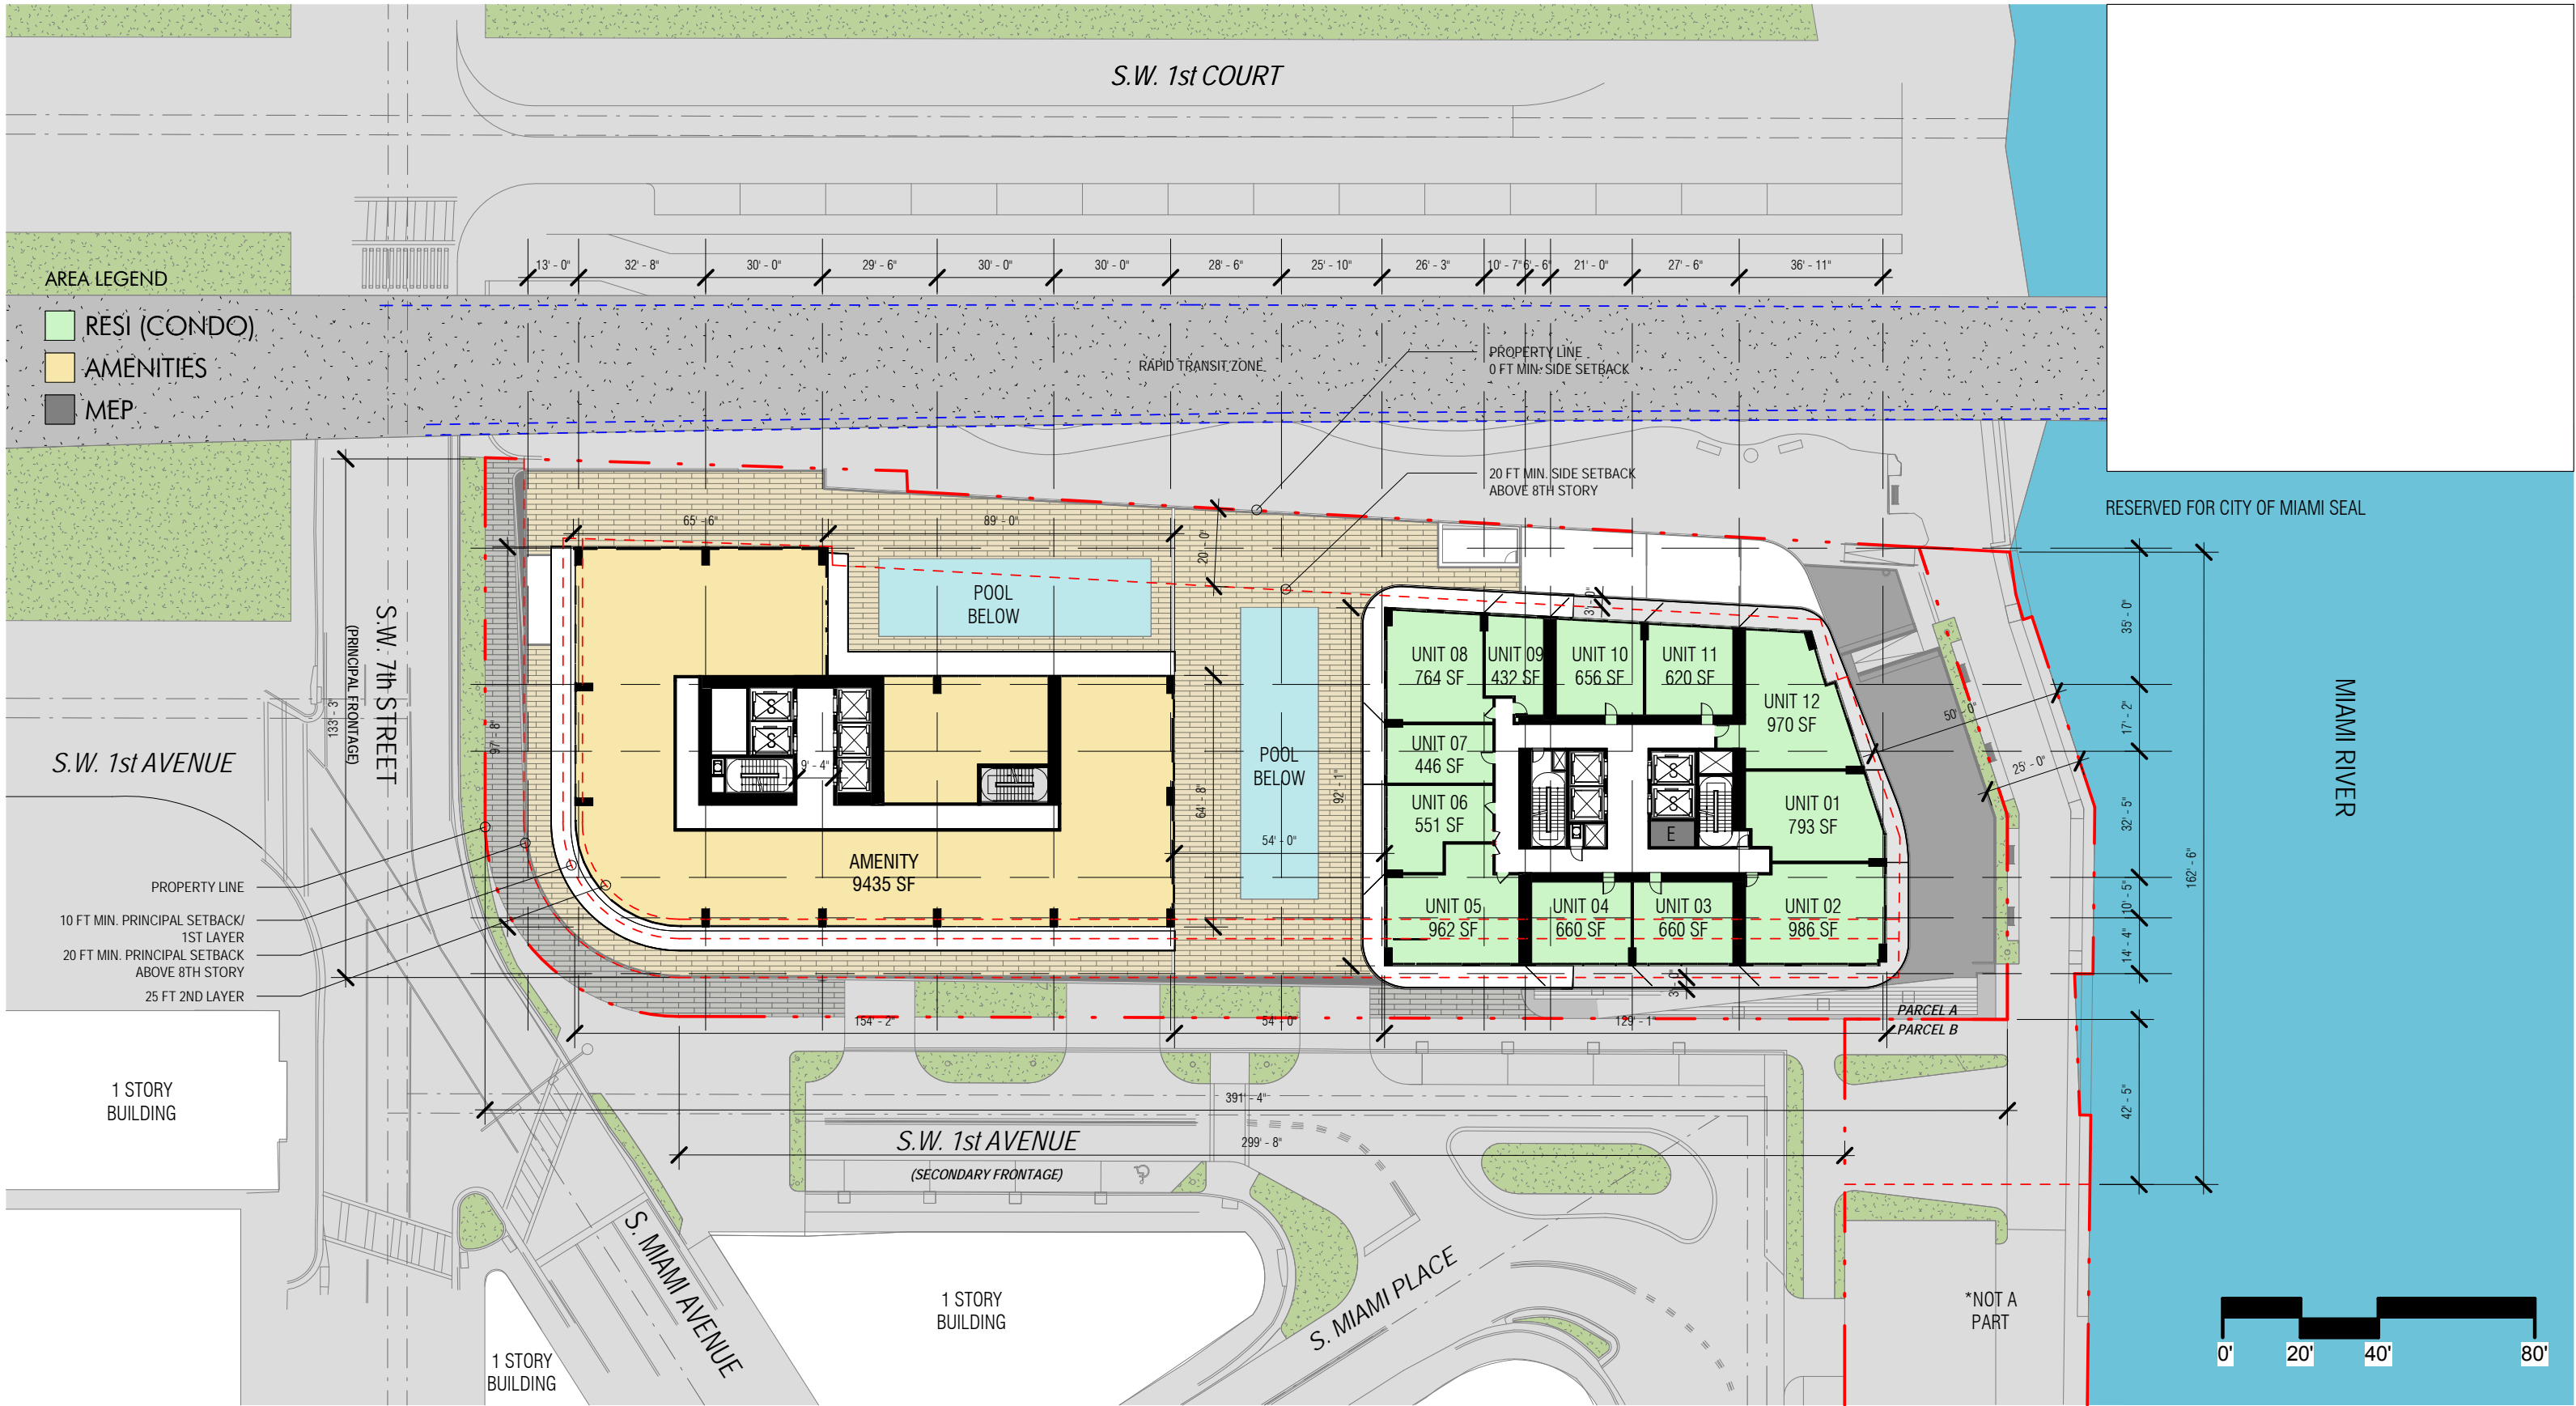 S.W. 1st COURT
AREA LEGEND
RESI (CONDO)
AMENITIES
MEP
13' - 0"
32' - 8"
30' - 0"
29' - 6"
30' - 0"
30' - 0"
28' - 6"
25' - 10"
26' - 3"
10' - 7"
6' - 6"
21' - 0"
27' - 6"
36' - 11"
RAPID TRANSIT ZONE
PROPERTY LINE
0 FT MIN. SIDE SETBACK
20 FT MIN. SIDE SETBACK
ABOVE 8TH STORY
RESERVED FOR CITY OF MIAMI SEAL
65' - 6"
89' - 0"
20' - 0"
POOL
BELOW
POOL
BELOW
3' - 0"
UNIT 08
764 SF
UNIT 09
432 SF
UNIT 10
656 SF
UNIT 11
620 SF
UNIT 12
970 SF
UNIT 07
446 SF
UNIT 06
551 SF
UNIT 01
793 SF
UNIT 05
962 SF
UNIT 04
660 SF
UNIT 03
660 SF
UNIT 02
986 SF
S
S
S
S
E
9' - 4"
AMENITY
9435 SF
64' - 8"
92' - 1"
54' - 0"
97' - 8"
133' - 3"
(PRINCIPAL FRONTAGE)
S.W. 7th STREET
S.W. 1st AVENUE
PROPERTY LINE
10 FT MIN. PRINCIPAL SETBACK/
1ST LAYER
20 FT MIN. PRINCIPAL SETBACK
ABOVE 8TH STORY
25 FT 2ND LAYER
50' - 0"
25' - 0"
35' - 0"
17' - 2"
32' - 5"
10' - 5"
14' - 4"
42' - 5"
162' - 6"
MIAMI RIVER
3' - 0"
154' - 2"
54' - 0"
129' - 1"
PARCEL A
PARCEL B
391' - 4"
299' - 8"
S.W. 1st AVENUE
(SECONDARY FRONTAGE)
1 STORY
BUILDING
S. MIAMI AVENUE
1 STORY
BUILDING
1 STORY
BUILDING
S. MIAMI PLACE
*NOT A
PART
0'
20'
40'
80'